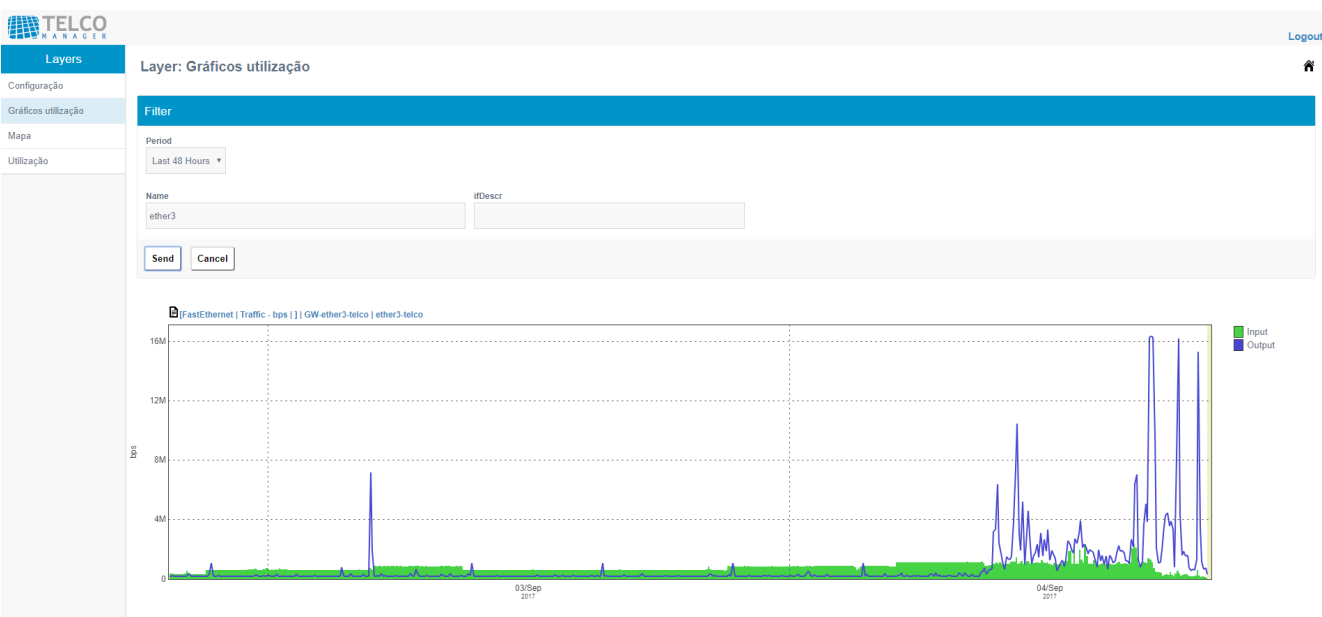 TELCO
MANAGER
Logout
Layers
Configuração
Gráficos utilização
Mapa
Utilização
Layer: Gráficos utilização
Filter
Period
Last 48 Hours
Name
ifDescr
ether3
Send
Cancel
[FastEthernet | Traffic - bps | ] | GW-ether3-telco | ether3-telco
Input
Output
16M
12M
8M
4M
0
bps
03/Sep
2017
04/Sep
2017